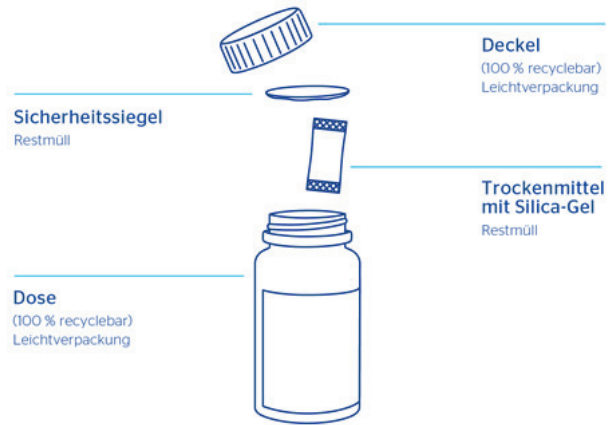 Deckel
(100 % recyclebar)
Leichtverpackung
Sicherheitssiegel
Restmüll
Trockenmittel
mit Silica-Gel
Restmüll
Dose
(100 % recyclebar)
Leichtverpackung